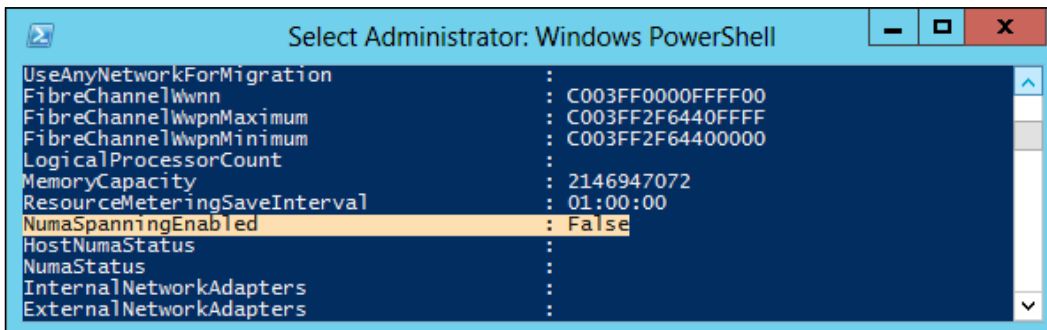 Select Administrator: Windows PowerShell
UseAnyNetworkForMigration :
FibreChannelWwnn : C003FF0000FFFF00
FibreChannelWwpnMaximum : C003FF2F6440FFFF
FibreChannelWwpnMinimum : C003FF2F64400000
LogicalProcessorCount :
MemoryCapacity : 2146947072
ResourceMeteringSaveInterval : 01:00:00
NumaSpanningEnabled : False
HostNumaStatus :
NumaStatus :
InternalNetworkAdapters :
ExternalNetworkAdapters :